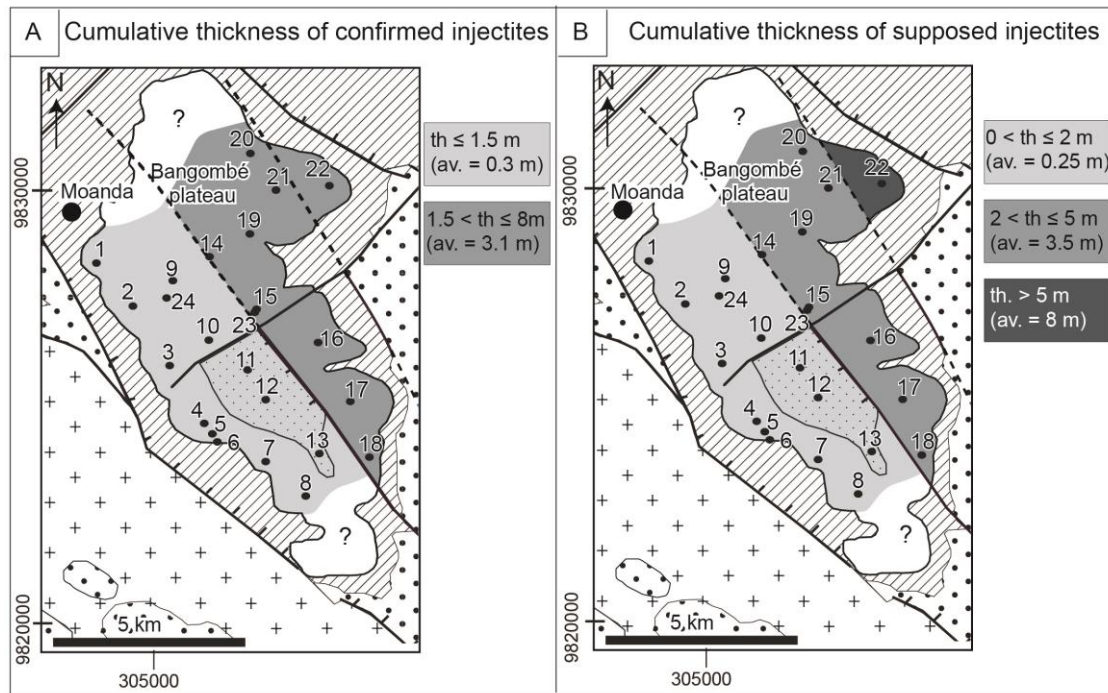 A Cumulative thickness of confirmed injectites
N
?
20
Bangombé
22
plateau
21
Moanda
9830000
19
1
14
9
2
24
15
10
23
16
3
11
12
17
4
5
6
7
13
18
8
?
5 km
9820000
305000
th ≤ 1.5 m
(av. = 0.3 m)
1.5 < th ≤ 8m
(av. = 3.1 m)
B Cumulative thickness of supposed injectites
N
?
20
Bangombé
22
plateau
21
Moanda
9830000
19
1
14
9
2
24
15
10
23
16
3
11
12
17
4
5
6
7
13
18
8
?
5 km
9820000
305000
0 < th ≤ 2 m
(av. = 0.25 m)
2 < th ≤ 5 m
(av. = 3.5 m)
th. > 5 m
(av. = 8 m)